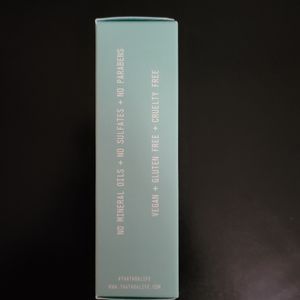 NO MINERAL OILS + NO SULFATES + NO PARABENS
VEGAN + GLUTEN FREE + CRUELTY FREE